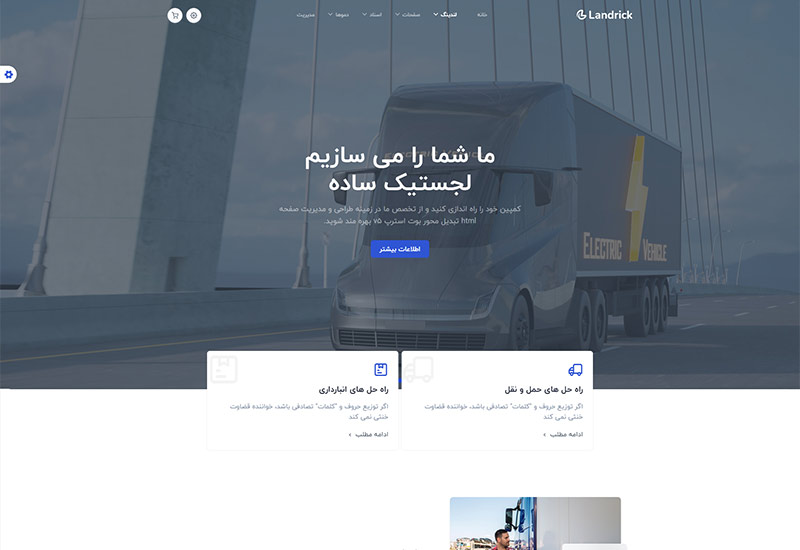 Landrick
خانه
لندینگ
صفحات
اسناد
دموها
مدیریت
ما شما را می سازیم
لجستیک ساده
کمپین خود را راه اندازی کنید و از تخصص ما در زمینه طراحی و مدیریت صفحه
html تبدیل محور بوت استرپ v5 بهره مند شوید.
اطلاعات بیشتر
ELECTRIC VEHICLE
راه حل های حمل و نقل
اگر توزیع حروف و "کلمات" تصادفی باشد، خواننده قضاوت
خنثی نمی کند
ادامه مطلب
راه حل های انبارداری
اگر توزیع حروف و "کلمات" تصادفی باشد، خواننده قضاوت
خنثی نمی کند
ادامه مطلب